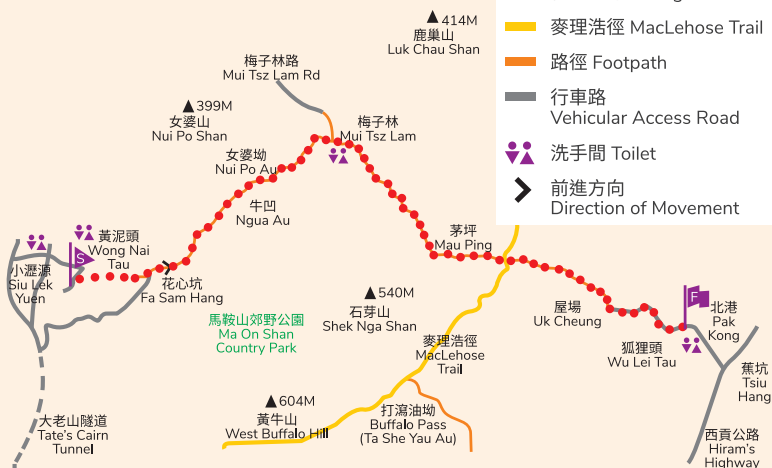 414M
鹿巢山
Luk Chau Shan
麥理浩徑 MacLehose Trail
路徑 Footpath
行車路
Vehicular Access Road
洗手間 Toilet
前進方向
Direction of Movement
梅子林路
Mui Tsz Lam Rd
399M
女婆山
Nui Po Shan
梅子林
Mui Tsz Lam
女婆坳
Nui Po Au
牛凹
Ngua Au
黃泥頭
Wong Nai
Tau
S
小瀝源
Siu Lek
Yuen
花心坑
Fa Sam Hang
茅坪
Mau Ping
540M
石芽山
Shek Nga Shan
馬鞍山郊野公園
Ma On Shan
Country Park
屋場
Uk Cheung
F
北港
Pak
Kong
狐狸頭
Wu Lei Tau
麥理浩徑
MacLehose
Trail
蕉坑
Tsiu
Hang
604M
黃牛山
West Buffalo Hill
打瀉油坳
Buffalo Pass
(Ta She Yau Au)
大老山隧道
Tate's Cairn
Tunnel
西貢公路
Hiram's
Highway